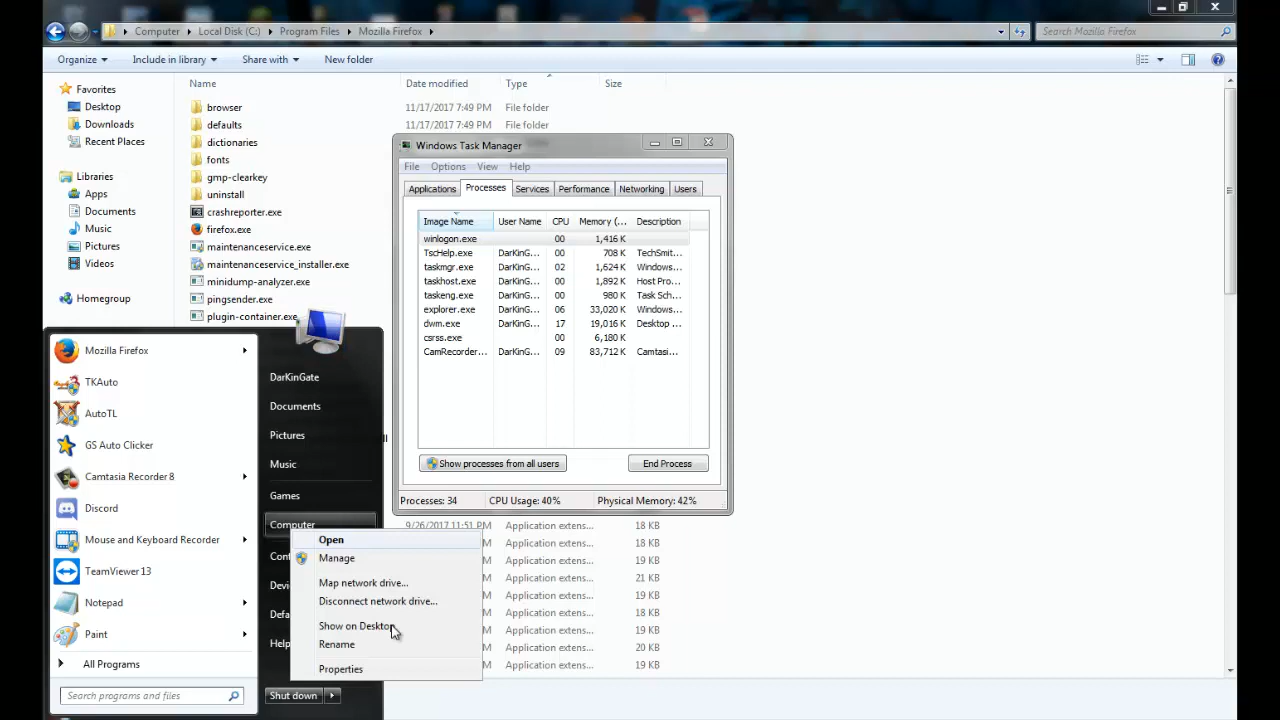 Computer Local Disk (C:) Program Files Mozilla Firefox
Search Mozilla Firefox
Organize Include in library Share with New folder
Favorites
Desktop
Downloads
Recent Places
Libraries
Apps
Documents
Music
Pictures
Videos
Homegroup
Name Date modified Type Size
browser 11/17/2017 7:49 PM File folder
defaults 11/17/2017 7:49 PM File folder
dictionaries
fonts
gmp-clearkey
uninstall
crashreporter.exe
firefox.exe
maintenanceservice.exe
maintenanceservice_installer.exe
minidump-analyzer.exe
pingsender.exe
plugin-container.exe
Windows Task Manager
File Options View Help
Applications Processes Services Performance Networking Users
Image Name User Name CPU Memory (... Description
winlogon.exe 00 1,416 K
TscHelp.exe DarKinG... 00 708 K TechSmit...
taskmgr.exe DarKinG... 02 1,624 K Windows...
taskhost.exe DarKinG... 00 1,892 K Host Pro...
taskeng.exe DarKinG... 00 980 K Task Sch...
explorer.exe DarKinG... 06 33,020 K Windows...
dwm.exe DarKinG... 17 19,016 K Desktop ...
csrss.exe 00 6,180 K
CamRecorder... DarKinG... 09 83,712 K Camtasi...
Show processes from all users End Process
Processes: 34 CPU Usage: 40% Physical Memory: 42%
9/26/2017 11:51 PM Application extens... 18 KB
M Application extens... 19 KB
M Application extens... 19 KB
M Application extens... 21 KB
M Application extens... 19 KB
M Application extens... 18 KB
M Application extens... 19 KB
M Application extens... 20 KB
M Application extens... 19 KB
Mozilla Firefox
TKAuto
AutoTL
GS Auto Clicker
Camtasia Recorder 8
Discord
Mouse and Keyboard Recorder
TeamViewer 13
Notepad
Paint
All Programs
Search programs and files
DarKinGate
Documents
Pictures
Music
Games
Computer
Con
Devi
Defa
Help
Shut down
Open
Manage
Map network drive...
Disconnect network drive...
Show on Desktop
Rename
Properties